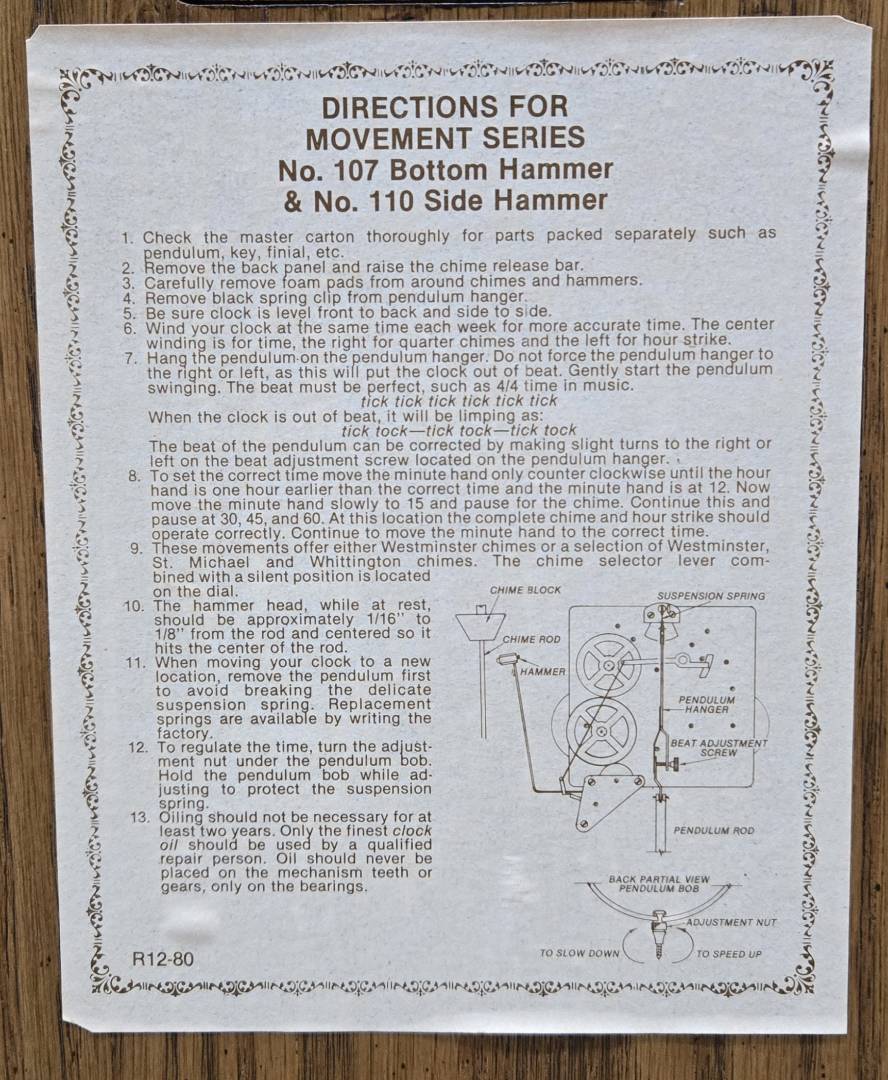 DIRECTIONS FOR
MOVEMENT SERIES
No. 107 Bottom Hammer
& No. 110 Side Hammer
1. Check the master carton thoroughly for parts packed separately such as
pendulum, key, finial, etc.
2. Remove the back panel and raise the chime release bar.
3. Carefully remove foam pads from around chimes and hammers.
4. Remove black spring clip from pendulum hanger.
5. Be sure clock is level front to back and side to side.
6. Wind your clock at the same time each week for more accurate time. The center
winding is for time, the right for quarter chimes and the left for hour strike.
7. Hang the pendulum on the pendulum hanger. Do not force the pendulum hanger to
the right or left, as this will put the clock out of beat. Gently start the pendulum
swinging. The beat must be perfect, such as 4/4 time in music.
tick tick tick tick tick tick
When the clock is out of beat, it will be limping as:
tick tock—tick tock—tick tock
The beat of the pendulum can be corrected by making slight turns to the right or
left on the beat adjustment screw located on the pendulum hanger.
8. To set the correct time move the minute hand only counter clockwise until the hour
hand is one hour earlier than the correct time and the minute hand is at 12. Now
move the minute hand slowly to 15 and pause for the chime. Continue this and
pause at 30, 45, and 60. At this location the complete chime and hour strike should
operate correctly. Continue to move the minute hand to the correct time.
9. These movements offer either Westminster chimes or a selection of Westminster,
St. Michael and Whittington chimes. The chime selector lever com-
bined with a silent position is located
on the dial.
10. The hammer head, while at rest,
should be approximately 1/16" to
1/8" from the rod and centered so it
hits the center of the rod.
11. When moving your clock to a new
location, remove the pendulum first
to avoid breaking the delicate
suspension spring. Replacement
springs are available by writing the
factory.
12. To regulate the time, turn the adjust-
ment nut under the pendulum bob.
Hold the pendulum bob while ad-
justing to protect the suspension
spring.
13. Oiling should not be necessary for at
least two years. Only the finest clock
oil should be used by a qualified
repair person. Oil should never be
placed on the mechanism teeth or
gears, only on the bearings.
CHIME BLOCK
SUSPENSION SPRING
CHIME ROD
HAMMER
PENDULUM
HANGER
BEAT ADJUSTMENT
SCREW
PENDULUM ROD
BACK PARTIAL VIEW
PENDULUM BOB
ADJUSTMENT NUT
TO SLOW DOWN
TO SPEED UP
R12-80